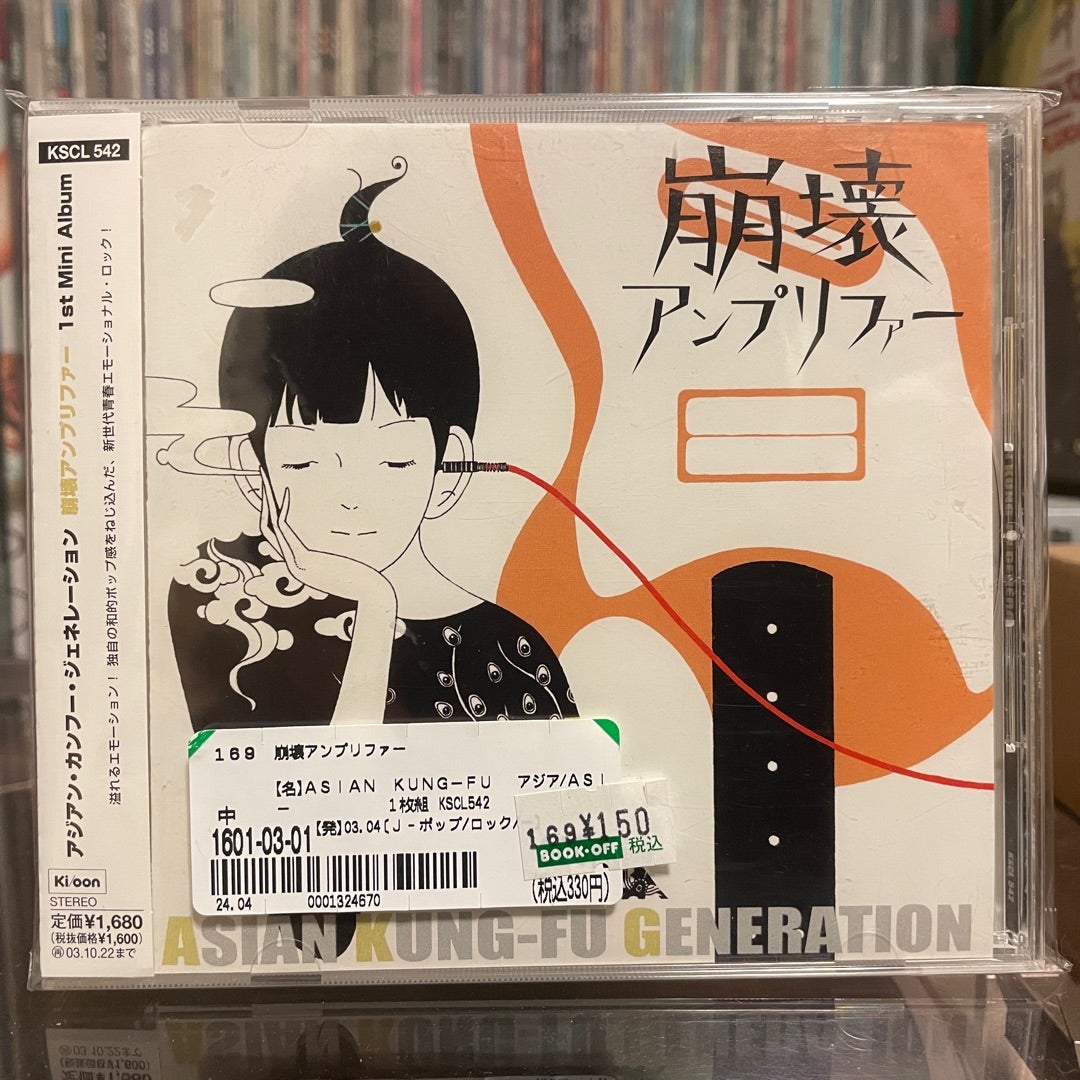 KSCL 542
アジアン・カンフー・ジェネレーション 崩壊アンプリファー 1st Mini Album
溢れるエモーション! 独自の和的ポップ感をねじ込んだ、新世代青春エモーショナル・ロック!
Ki/oon
STEREO
定価¥1,680
(税抜価格¥1,600)
㋐03.10.22まで
崩壊
アンプリファー
169 崩壊アンプリファー
【名】ASIAN KUNG-FU アジア/ASI
中 ー 1枚組 KSCL542
1601-03-01【発】03.04〔J-ポップ/ロック/
(税込330円)
24.04 0001324670
169¥150
BOOK-OFF 税込
ASIAN KUNG-FU GENERATION
KSCL 542